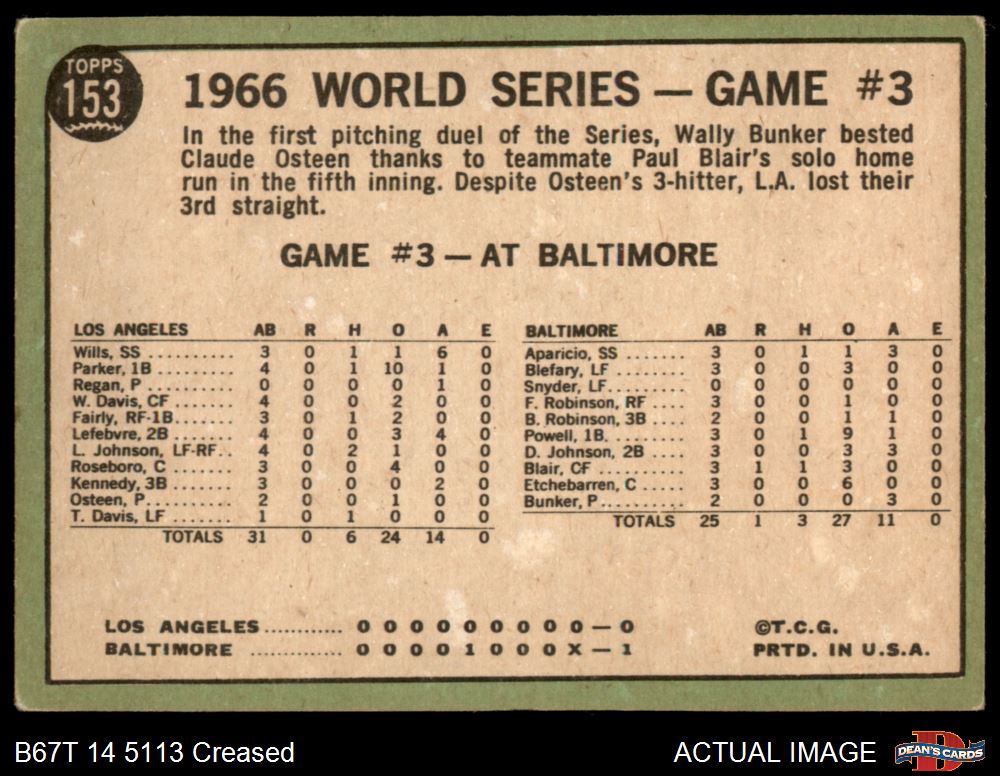 TOPPS
153
1966 WORLD SERIES — GAME #3
In the first pitching duel of the Series, Wally Bunker bested
Claude Osteen thanks to teammate Paul Blair's solo home
run in the fifth inning. Despite Osteen's 3-hitter, L.A. lost their
3rd straight.
GAME #3 — AT BALTIMORE
LOS ANGELES AB R H O A E
Wills, SS .......... 3 0 1 1 6 0
Parker, 1B ......... 4 0 1 10 1 0
Regan, P .......... 0 0 0 0 1 0
W. Davis, CF ....... 4 0 0 2 0 0
Fairly, RF-1B....... 3 0 1 2 0 0
Lefebvre, 2B ....... 4 0 0 3 4 0
L. Johnson, LF-RF.. 4 0 2 1 0 0
Roseboro, C ....... 3 0 0 4 0 0
Kennedy, 3B ....... 3 0 0 0 2 0
Osteen, P.......... 2 0 0 1 0 0
T. Davis, LF ....... 1 0 1 0 0 0
TOTALS 31 0 6 24 14 0
BALTIMORE AB R H O A E
Aparicio, SS ....... 3 0 1 1 3 0
Blefary, LF ........ 3 0 0 3 0 0
Snyder, LF......... 0 0 0 0 0 0
F. Robinson, RF .... 3 0 0 1 0 0
B. Robinson, 3B .... 2 0 0 1 1 0
Powell, 1B......... 3 0 1 9 1 0
D. Johnson, 2B .... 3 0 0 3 3 0
Blair, CF .......... 3 1 1 3 0 0
Etchebarren, C ..... 3 0 0 6 0 0
Bunker, P.......... 2 0 0 0 3 0
TOTALS 25 1 3 27 11 0
LOS ANGELES ............ 0 0 0 0 0 0 0 0 0 — 0
BALTIMORE .............. 0 0 0 0 1 0 0 0 X — 1
©T.C.G.
PRTD. IN U.S.A.
B67T 14 5113 Creased
ACTUAL IMAGE
DEAN'S CARDS